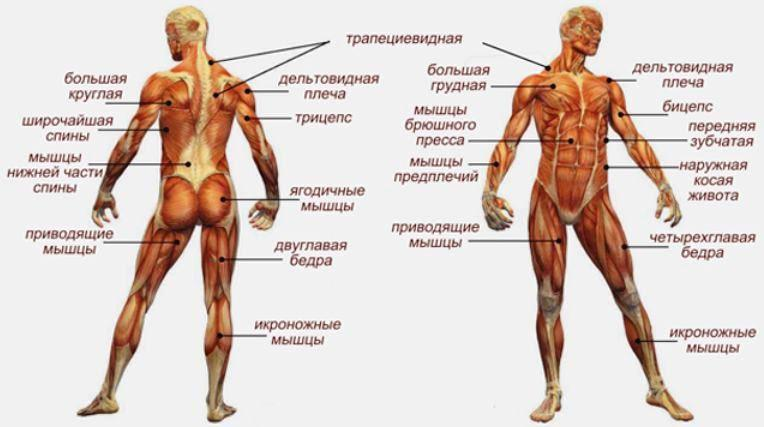 трапециевидная
большая
круглая
широчайшая
спины
мышцы
нижней части
спины
приводящие
мышцы
дельтовидная
плеча
трицепс
ягодичные
мышцы
двуглавая
бедра
икроножные
мышцы
большая
грудная
мышцы
брюшного
пресса
мышцы
предплечий
приводящие
мышцы
дельтовидная
плеча
бицепс
передняя
зубчатая
наружная
косая
живота
четырехглавая
бедра
икроножные
мышцы